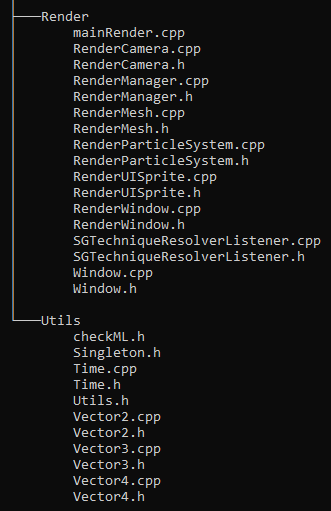 Render
mainRender.cpp
RenderCamera.cpp
RenderCamera.h
RenderManager.cpp
RenderManager.h
RenderMesh.cpp
RenderMesh.h
RenderParticleSystem.cpp
RenderParticleSystem.h
RenderUISprite.cpp
RenderUISprite.h
RenderWindow.cpp
RenderWindow.h
SGTechniqueResolverListener.cpp
SGTechniqueResolverListener.h
Window.cpp
Window.h
Utils
checkML.h
Singleton.h
Time.cpp
Time.h
Utils.h
Vector2.cpp
Vector2.h
Vector3.cpp
Vector3.h
Vector4.cpp
Vector4.h